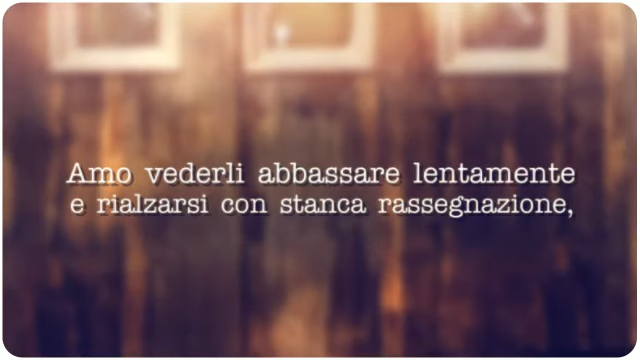 Amo vederli abbassare lentamente
e rialzarsi con stanca rassegnazione,